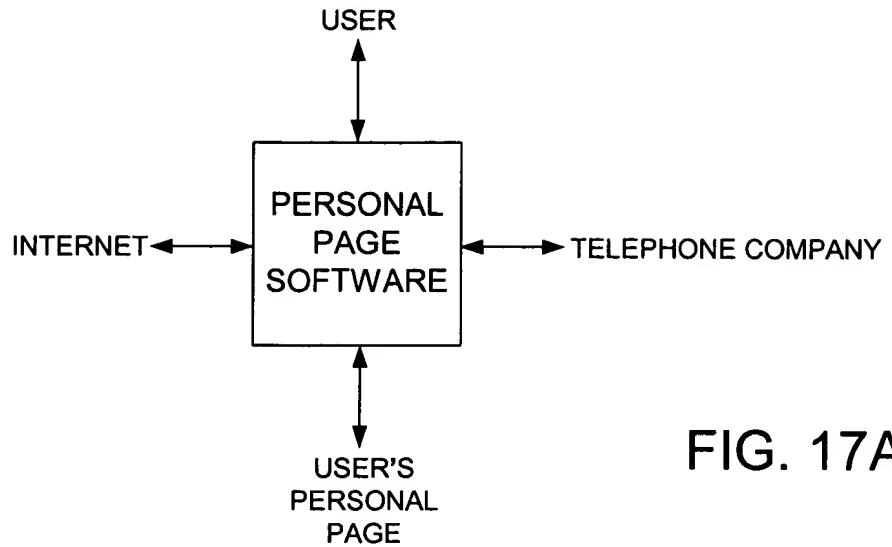 USER
PERSONAL
PAGE
SOFTWARE
INTERNET
TELEPHONE COMPANY
USER'S
PERSONAL
PAGE
FIG. 17A